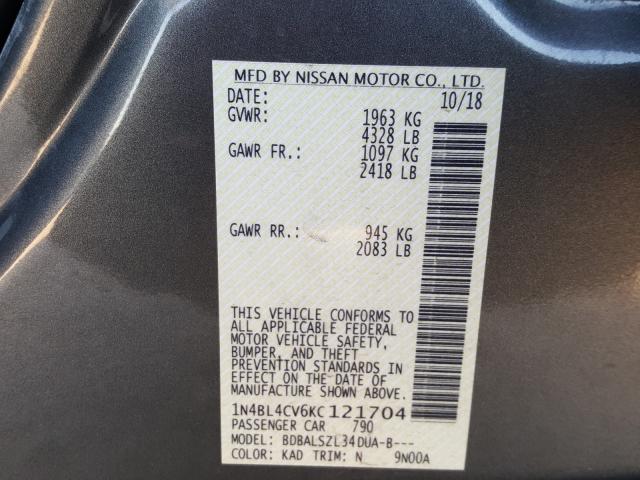 MFD BY NISSAN MOTOR CO., LTD.
DATE: 10/18
GVWR: 1963 KG
4328 LB
GAWR FR.: 1097 KG
2418 LB
GAWR RR.: 945 KG
2083 LB
THIS VEHICLE CONFORMS TO
ALL APPLICABLE FEDERAL
MOTOR VEHICLE SAFETY,
BUMPER, AND THEFT
PREVENTION STANDARDS IN
EFFECT ON THE DATE OF
MANUFACTURE SHOWN ABOVE.
1N4BL4CV6KC121704
PASSENGER CAR 790
MODEL: BDBALSZL34DUA-B---
COLOR: KAD TRIM: N 9N00A